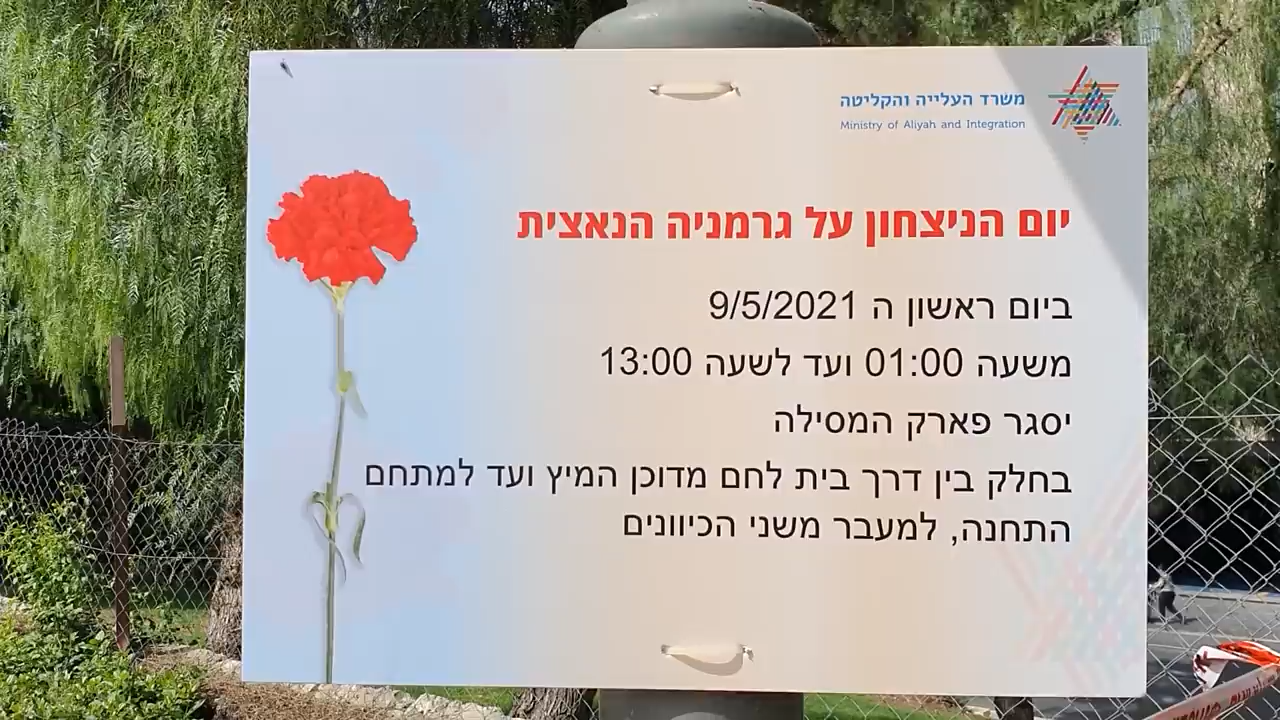 משרד העלייה והקליטה
Ministry of Aliyah and Integration
יום הניצחון על גרמניה הנאצית
ביום ראשון ה 9/5/2021
משעה 01:00 ועד לשעה 13:00
יסגר פארק המסילה
בחלק בין דרך בית לחם מדוכן המיץ ועד למתחם
התחנה, למעבר משני הכיוונים